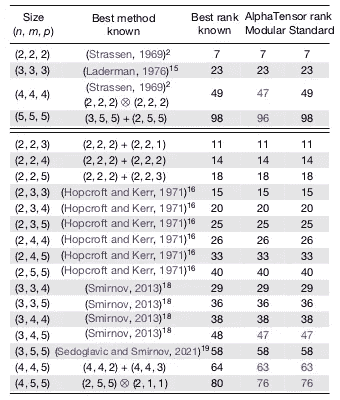 Size Best method Best rank AlphaTensor rank
(n, m, p) known known Modular Standard
(2, 2, 2) (Strassen, 1969)² 7 7 7
(3, 3, 3) (Laderman, 1976)¹⁵ 23 23 23
(4, 4, 4) (Strassen, 1969)² 49 47 49
(2, 2, 2) ⊗ (2, 2, 2)
(5, 5, 5) (3, 5, 5) + (2, 5, 5) 98 96 98
(2, 2, 3) (2, 2, 2) + (2, 2, 1) 11 11 11
(2, 2, 4) (2, 2, 2) + (2, 2, 2) 14 14 14
(2, 2, 5) (2, 2, 2) + (2, 2, 3) 18 18 18
(2, 3, 3) (Hopcroft and Kerr, 1971)¹⁶ 15 15 15
(2, 3, 4) (Hopcroft and Kerr, 1971)¹⁶ 20 20 20
(2, 3, 5) (Hopcroft and Kerr, 1971)¹⁶ 25 25 25
(2, 4, 4) (Hopcroft and Kerr, 1971)¹⁶ 26 26 26
(2, 4, 5) (Hopcroft and Kerr, 1971)¹⁶ 33 33 33
(2, 5, 5) (Hopcroft and Kerr, 1971)¹⁶ 40 40 40
(3, 3, 4) (Smirnov, 2013)¹⁸ 29 29 29
(3, 3, 5) (Smirnov, 2013)¹⁸ 36 36 36
(3, 4, 4) (Smirnov, 2013)¹⁸ 38 38 38
(3, 4, 5) (Smirnov, 2013)¹⁸ 48 47 47
(3, 5, 5) (Sedoglavic and Smirnov, 2021)¹⁹ 58 58 58
(4, 4, 5) (4, 4, 2) + (4, 4, 3) 64 63 63
(4, 5, 5) (2, 5, 5) ⊗ (2, 1, 1) 80 76 76